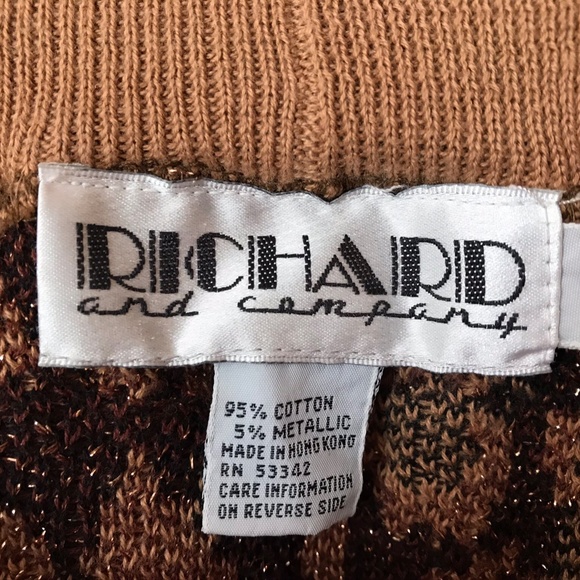 RICHARD
and company
95% COTTON
5% METALLIC
MADE IN HONG KONG
RN 53342
CARE INFORMATION
ON REVERSE SIDE